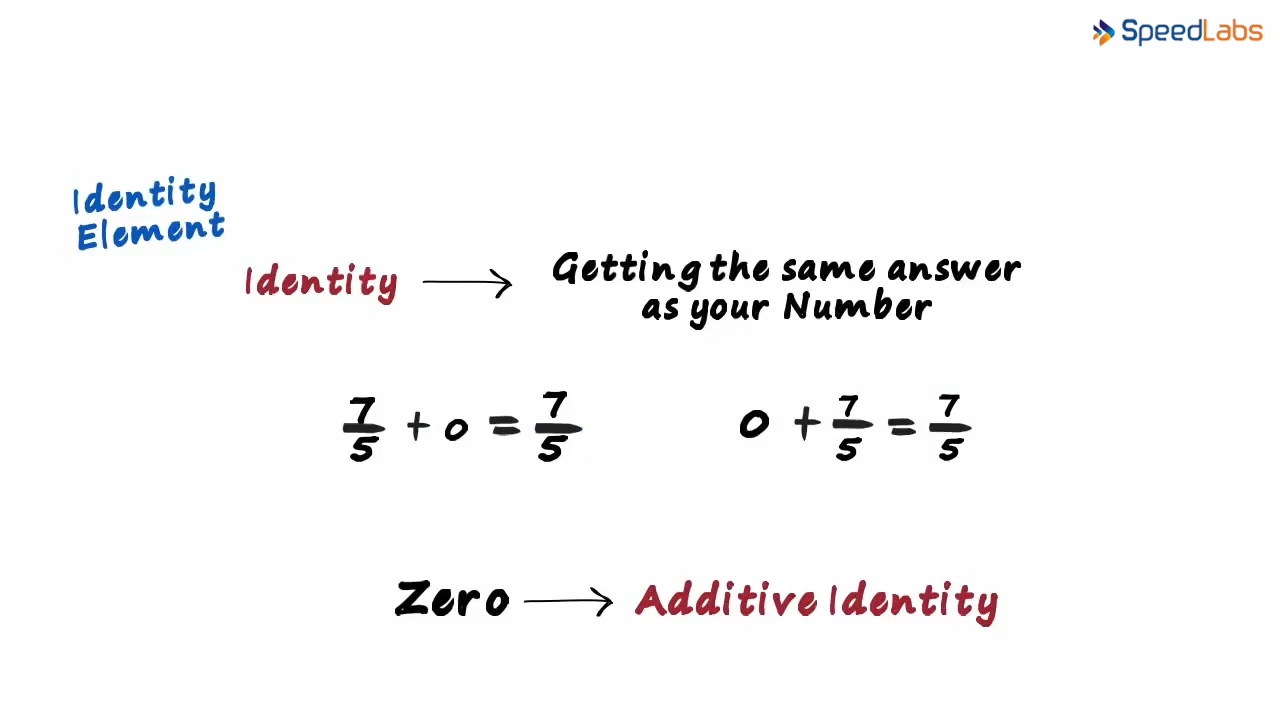 SpeedLabs
Identity
Element
Identity → Getting the same answer
as your Number
7/5 + 0 = 7/5    0 + 7/5 = 7/5
Zero → Additive Identity